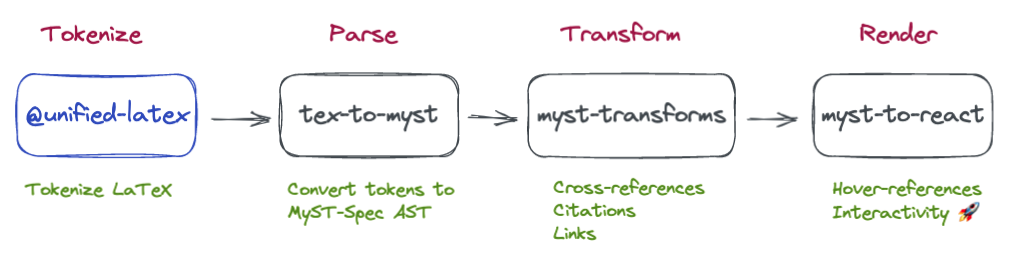 Tokenize
Parse
Transform
Render
@unified-latex
tex-to-myst
myst-transforms
myst-to-react
Tokenize LaTeX
Convert tokens to
MyST-Spec AST
Cross-references
Citations
Links
Hover-references
Interactivity 🚀